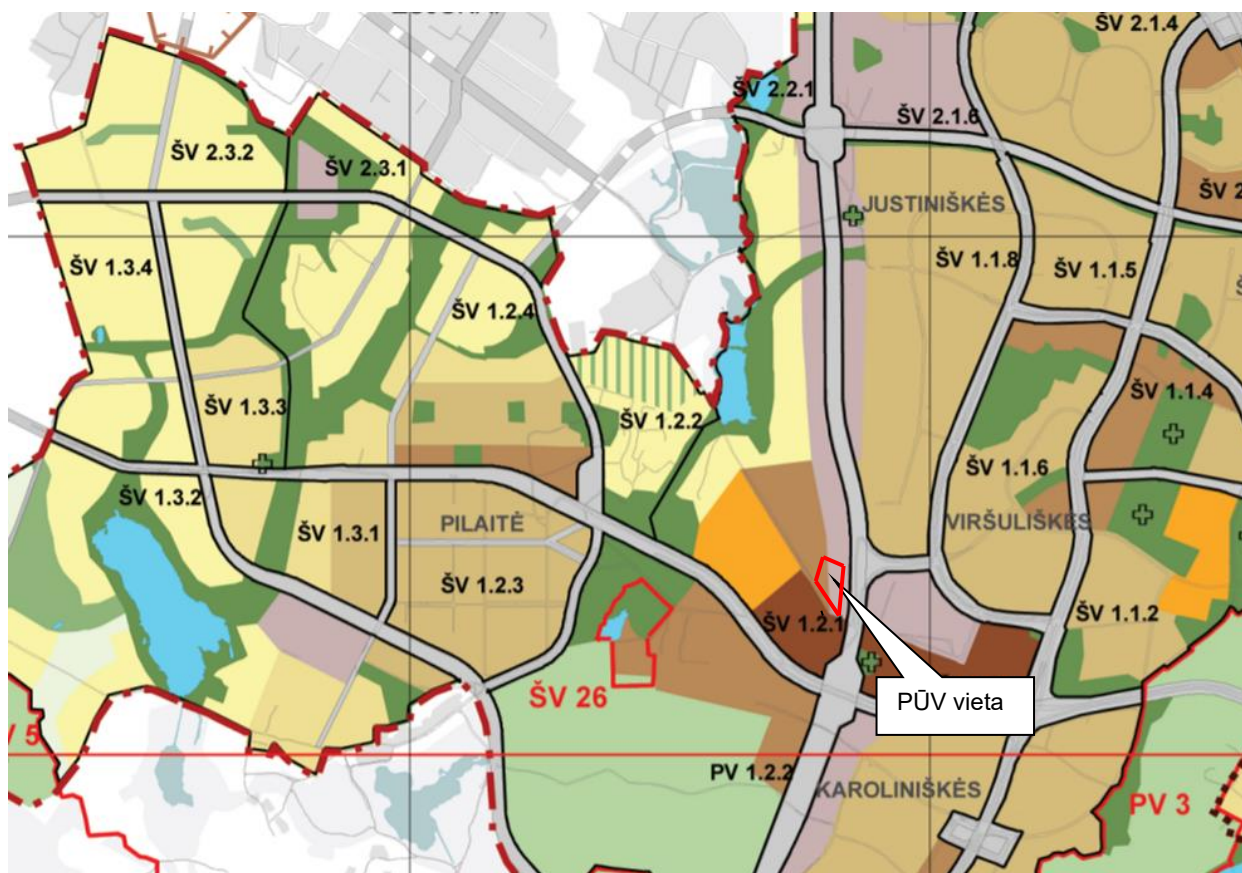 ŠV 2.1.4
ŠV 2.2.1
ŠV 2.1.6
ŠV 2.3.2
ŠV 2.3.1
ŠV 2
JUSTINIŠKĖS
ŠV 1.3.4
ŠV 1.1.8
ŠV 1.1.5
ŠV 1.2.4
ŠV 1.3.3
ŠV 1.2.2
ŠV 1.1.4
ŠV 1.1.6
ŠV 1.3.2
ŠV 1.3.1
PILAITĖ
VIRŠULIŠKĖS
ŠV 1.2.3
ŠV 1.2.1
ŠV 1.1.2
ŠV 26
PŪV vieta
V 5
PV 1.2.2
KAROLINIŠKĖS
PV 3